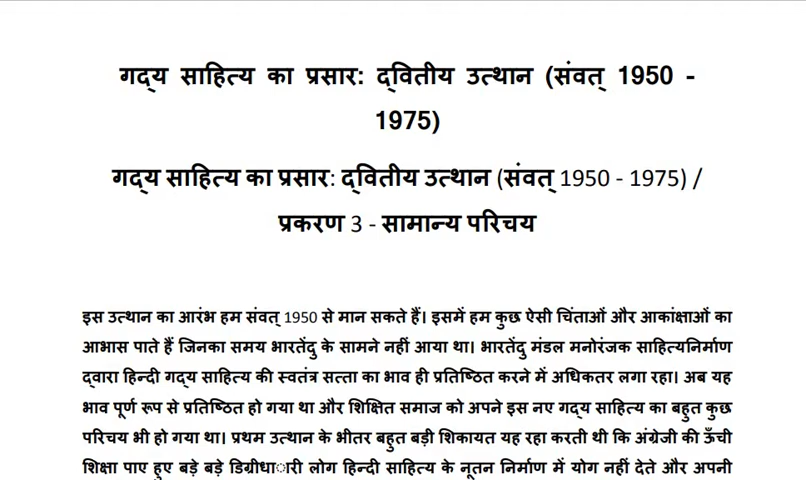 गद्य साहित्य का प्रसार: द्वितीय उत्थान (संवत् 1950 -
1975)
गद्य साहित्य का प्रसार: द्वितीय उत्थान (संवत् 1950 - 1975) /
प्रकरण 3 - सामान्य परिचय
इस उत्थान का आरंभ हम संवत् 1950 से मान सकते हैं। इसमें हम कुछ ऐसी चिंताओं और आकांक्षाओं का
आभास पाते हैं जिनका समय भारतेंदु के सामने नहीं आया था। भारतेंदु मंडल मनोरंजक साहित्यनिर्माण
द्वारा हिन्दी गद्य साहित्य की स्वतंत्र सत्ता का भाव ही प्रतिष्ठित करने में अधिकतर लगा रहा। अब यह
भाव पूर्ण रूप से प्रतिष्ठित हो गया था और शिक्षित समाज को अपने इस नए गद्य साहित्य का बहुत कुछ
परिचय भी हो गया था। प्रथम उत्थान के भीतर बहुत बड़ी शिकायत यह रहा करती थी कि अंग्रेजी की ऊँची
शिक्षा पाए हुए बड़े बड़े डिग्रीधाारी लोग हिन्दी साहित्य के नूतन निर्माण में योग नहीं देते और अपनी